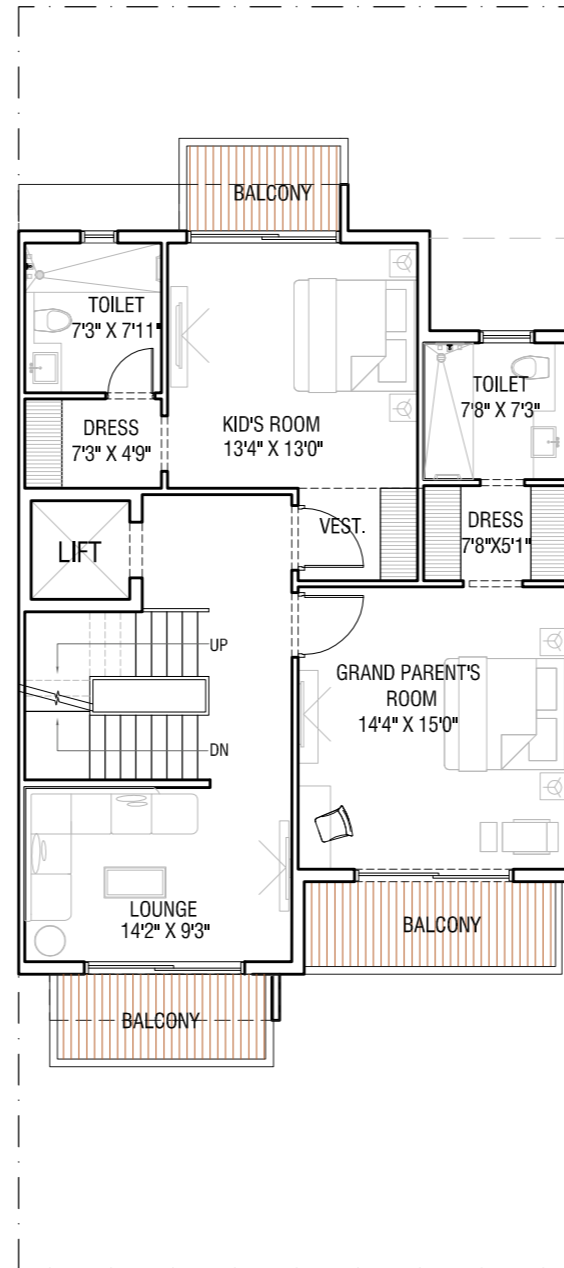 BALCONY
TOILET
7'3" X 7'11"
TOILET
7'8" X 7'3"
DRESS
7'3" X 4'9"
KID'S ROOM
13'4" X 13'0"
LIFT
VEST.
DRESS
7'8"X5'1"
UP
GRAND PARENT'S
ROOM
14'4" X 15'0"
DN
LOUNGE
14'2" X 9'3"
BALCONY
BALCONY